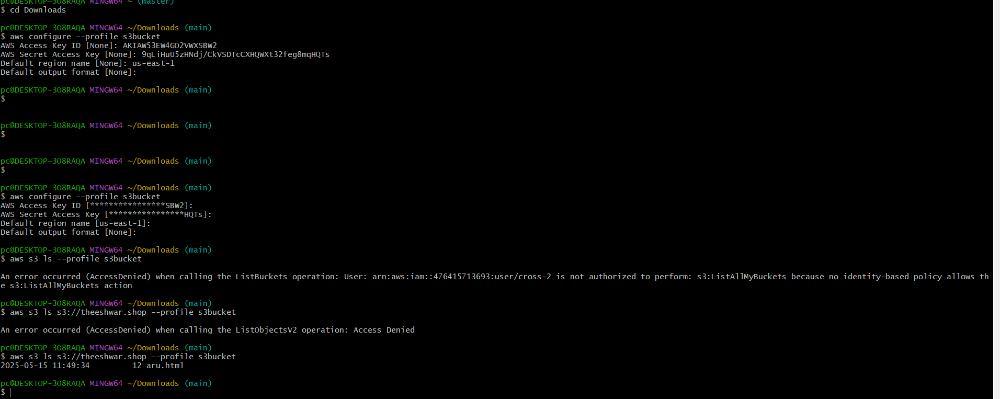 pc@DESKTOP-3O8RAQA MINGW64 ~ (master)
$ cd Downloads
pc@DESKTOP-3O8RAQA MINGW64 ~/Downloads (main)
$ aws configure --profile s3bucket
AWS Access Key ID [None]: AKIAW53EW4GO2VWXSBW2
AWS Secret Access Key [None]: 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
Default region name [None]: us-east-1
Default output format [None]:
pc@DESKTOP-3O8RAQA MINGW64 ~/Downloads (main)
$
pc@DESKTOP-3O8RAQA MINGW64 ~/Downloads (main)
$
pc@DESKTOP-3O8RAQA MINGW64 ~/Downloads (main)
$
pc@DESKTOP-3O8RAQA MINGW64 ~/Downloads (main)
$ aws configure --profile s3bucket
AWS Access Key ID [****************SBW2]:
AWS Secret Access Key [****************HQTs]:
Default region name [us-east-1]:
Default output format [None]:
pc@DESKTOP-3O8RAQA MINGW64 ~/Downloads (main)
$ aws s3 ls --profile s3bucket
An error occurred (AccessDenied) when calling the ListBuckets operation: User: arn:aws:iam::476415713693:user/cross-2 is not authorized to perform: s3:ListAllMyBuckets because no identity-based policy allows th
e s3:ListAllMyBuckets action
pc@DESKTOP-3O8RAQA MINGW64 ~/Downloads (main)
$ aws s3 ls s3://theeshwar.shop --profile s3bucket
An error occurred (AccessDenied) when calling the ListObjectsV2 operation: Access Denied
pc@DESKTOP-3O8RAQA MINGW64 ~/Downloads (main)
$ aws s3 ls s3://theeshwar.shop --profile s3bucket
2025-05-15 11:49:34         12 aru.html
pc@DESKTOP-3O8RAQA MINGW64 ~/Downloads (main)
$